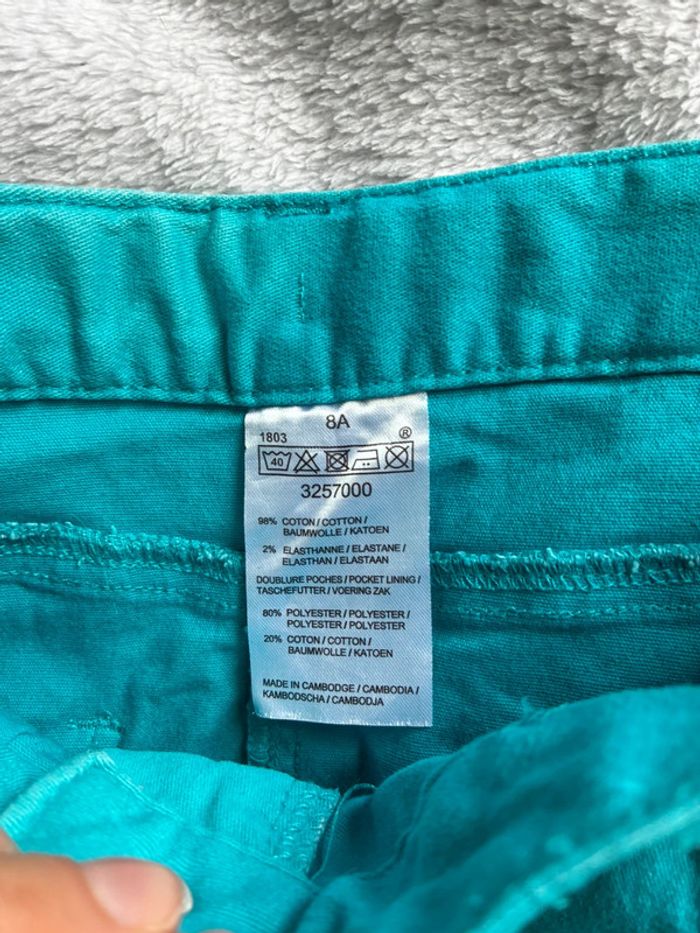 8A
1803 ®
40
3257000
98% COTON / COTTON /
BAUMWOLLE / KATOEN
2% ELASTHANNE / ELASTANE /
ELASTHAN / ELASTAAN
DOUBLURE POCHES / POCKET LINING /
TASCHEFUTTER / VOERING ZAK
80% POLYESTER / POLYESTER /
POLYESTER / POLYESTER
20% COTON / COTTON /
BAUMWOLLE / KATOEN
MADE IN CAMBODGE / CAMBODIA /
KAMBODSCHA / CAMBODJA